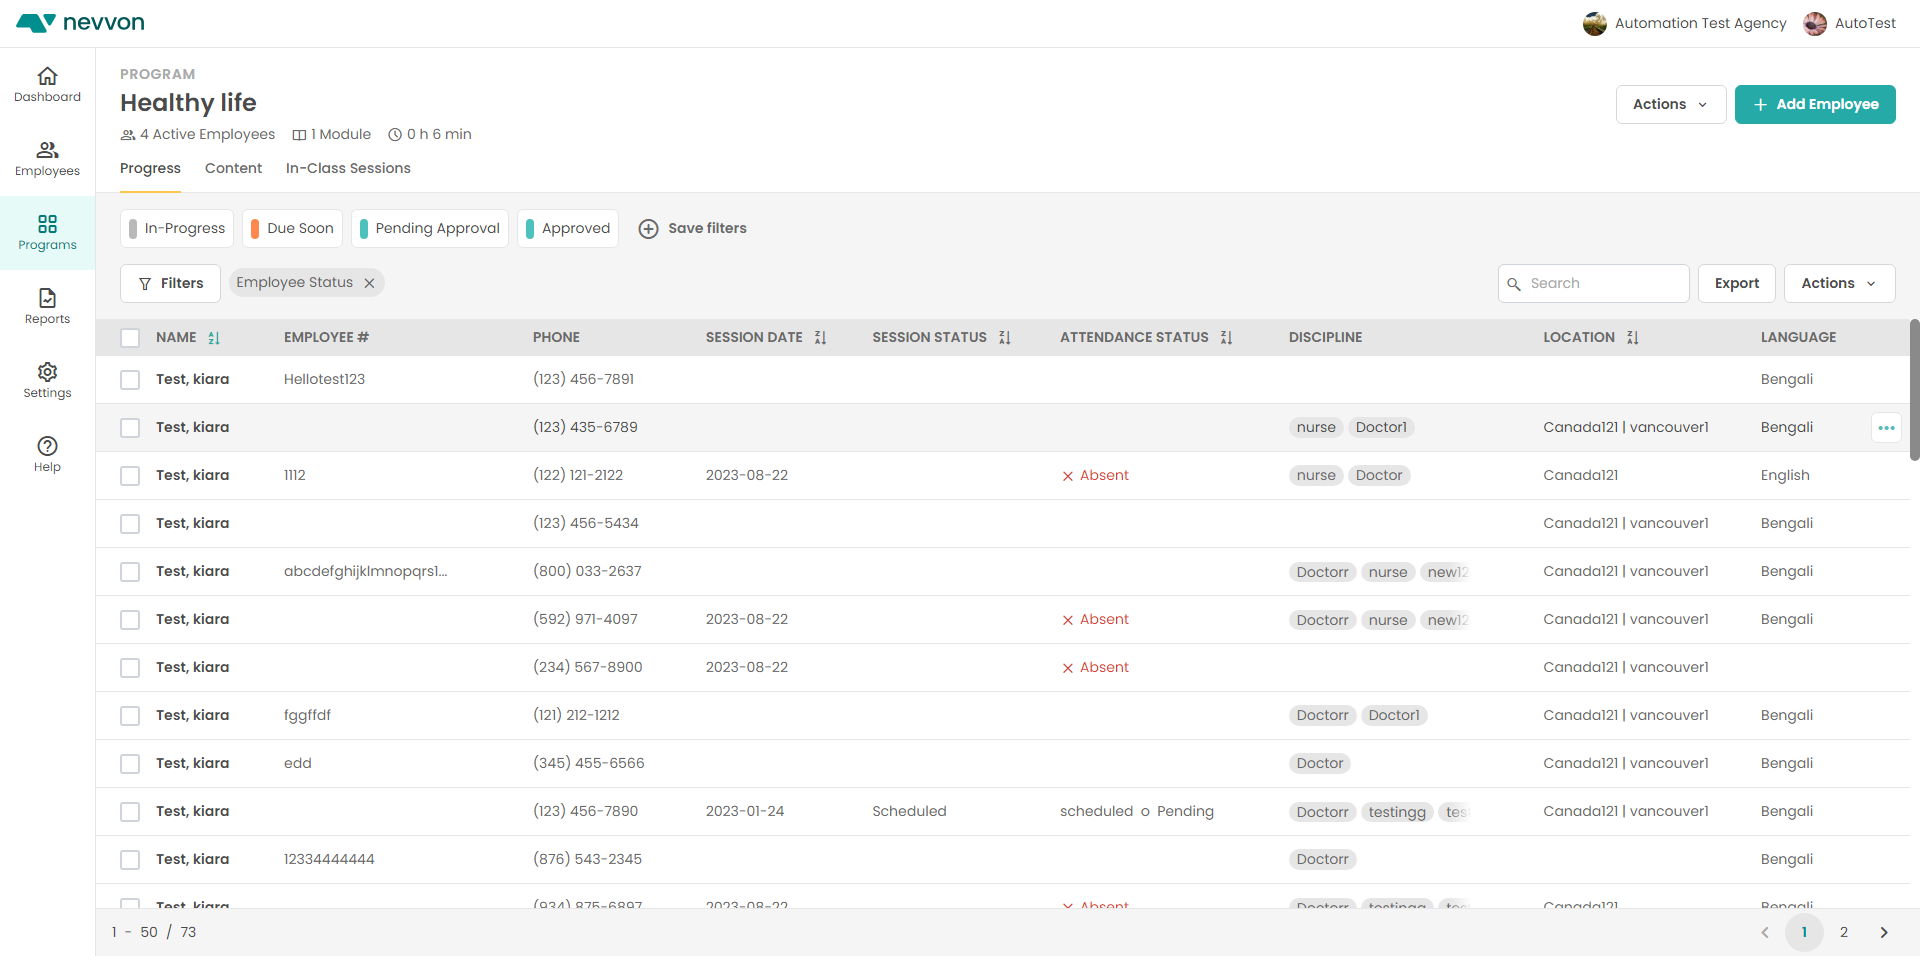 nevvon
Automation Test Agency
AutoTest
Dashboard
Employees
Programs
Reports
Settings
Help
PROGRAM
Healthy life
4 Active Employees 1 Module 0 h 6 min
Actions
+ Add Employee
Progress Content In-Class Sessions
In-Progress Due Soon Pending Approval Approved Save filters
Filters Employee Status Search Export Actions
NAME EMPLOYEE # PHONE SESSION DATE SESSION STATUS ATTENDANCE STATUS DISCIPLINE LOCATION LANGUAGE
Test, kiara Hellotest123 (123) 456-7891 Bengali
Test, kiara (123) 435-6789 nurse Doctor1 Canada121 | vancouver1 Bengali
Test, kiara 1112 (122) 121-2122 2023-08-22 Absent nurse Doctor Canada121 English
Test, kiara (123) 456-5434 Canada121 | vancouver1 Bengali
Test, kiara abcdefghijklmnopqrs1... (800) 033-2637 Doctorr nurse new12 Canada121 | vancouver1 Bengali
Test, kiara (592) 971-4097 2023-08-22 Absent Doctorr nurse new12 Canada121 | vancouver1 Bengali
Test, kiara (234) 567-8900 2023-08-22 Absent Canada121 | vancouver1
Test, kiara fggffdf (121) 212-1212 Doctorr Doctor1 Canada121 | vancouver1 Bengali
Test, kiara edd (345) 455-6566 Doctor Canada121 | vancouver1 Bengali
Test, kiara (123) 456-7890 2023-01-24 Scheduled scheduled o Pending Doctorr testingg tes Canada121 | vancouver1 Bengali
Test, kiara 12334444444 (876) 543-2345 Doctorr Bengali
Test, kiara (934) 875-6897 2023-08-22 Absent Doctorr testingg tes Canada121 Bengali
1 - 50 / 73
1 2